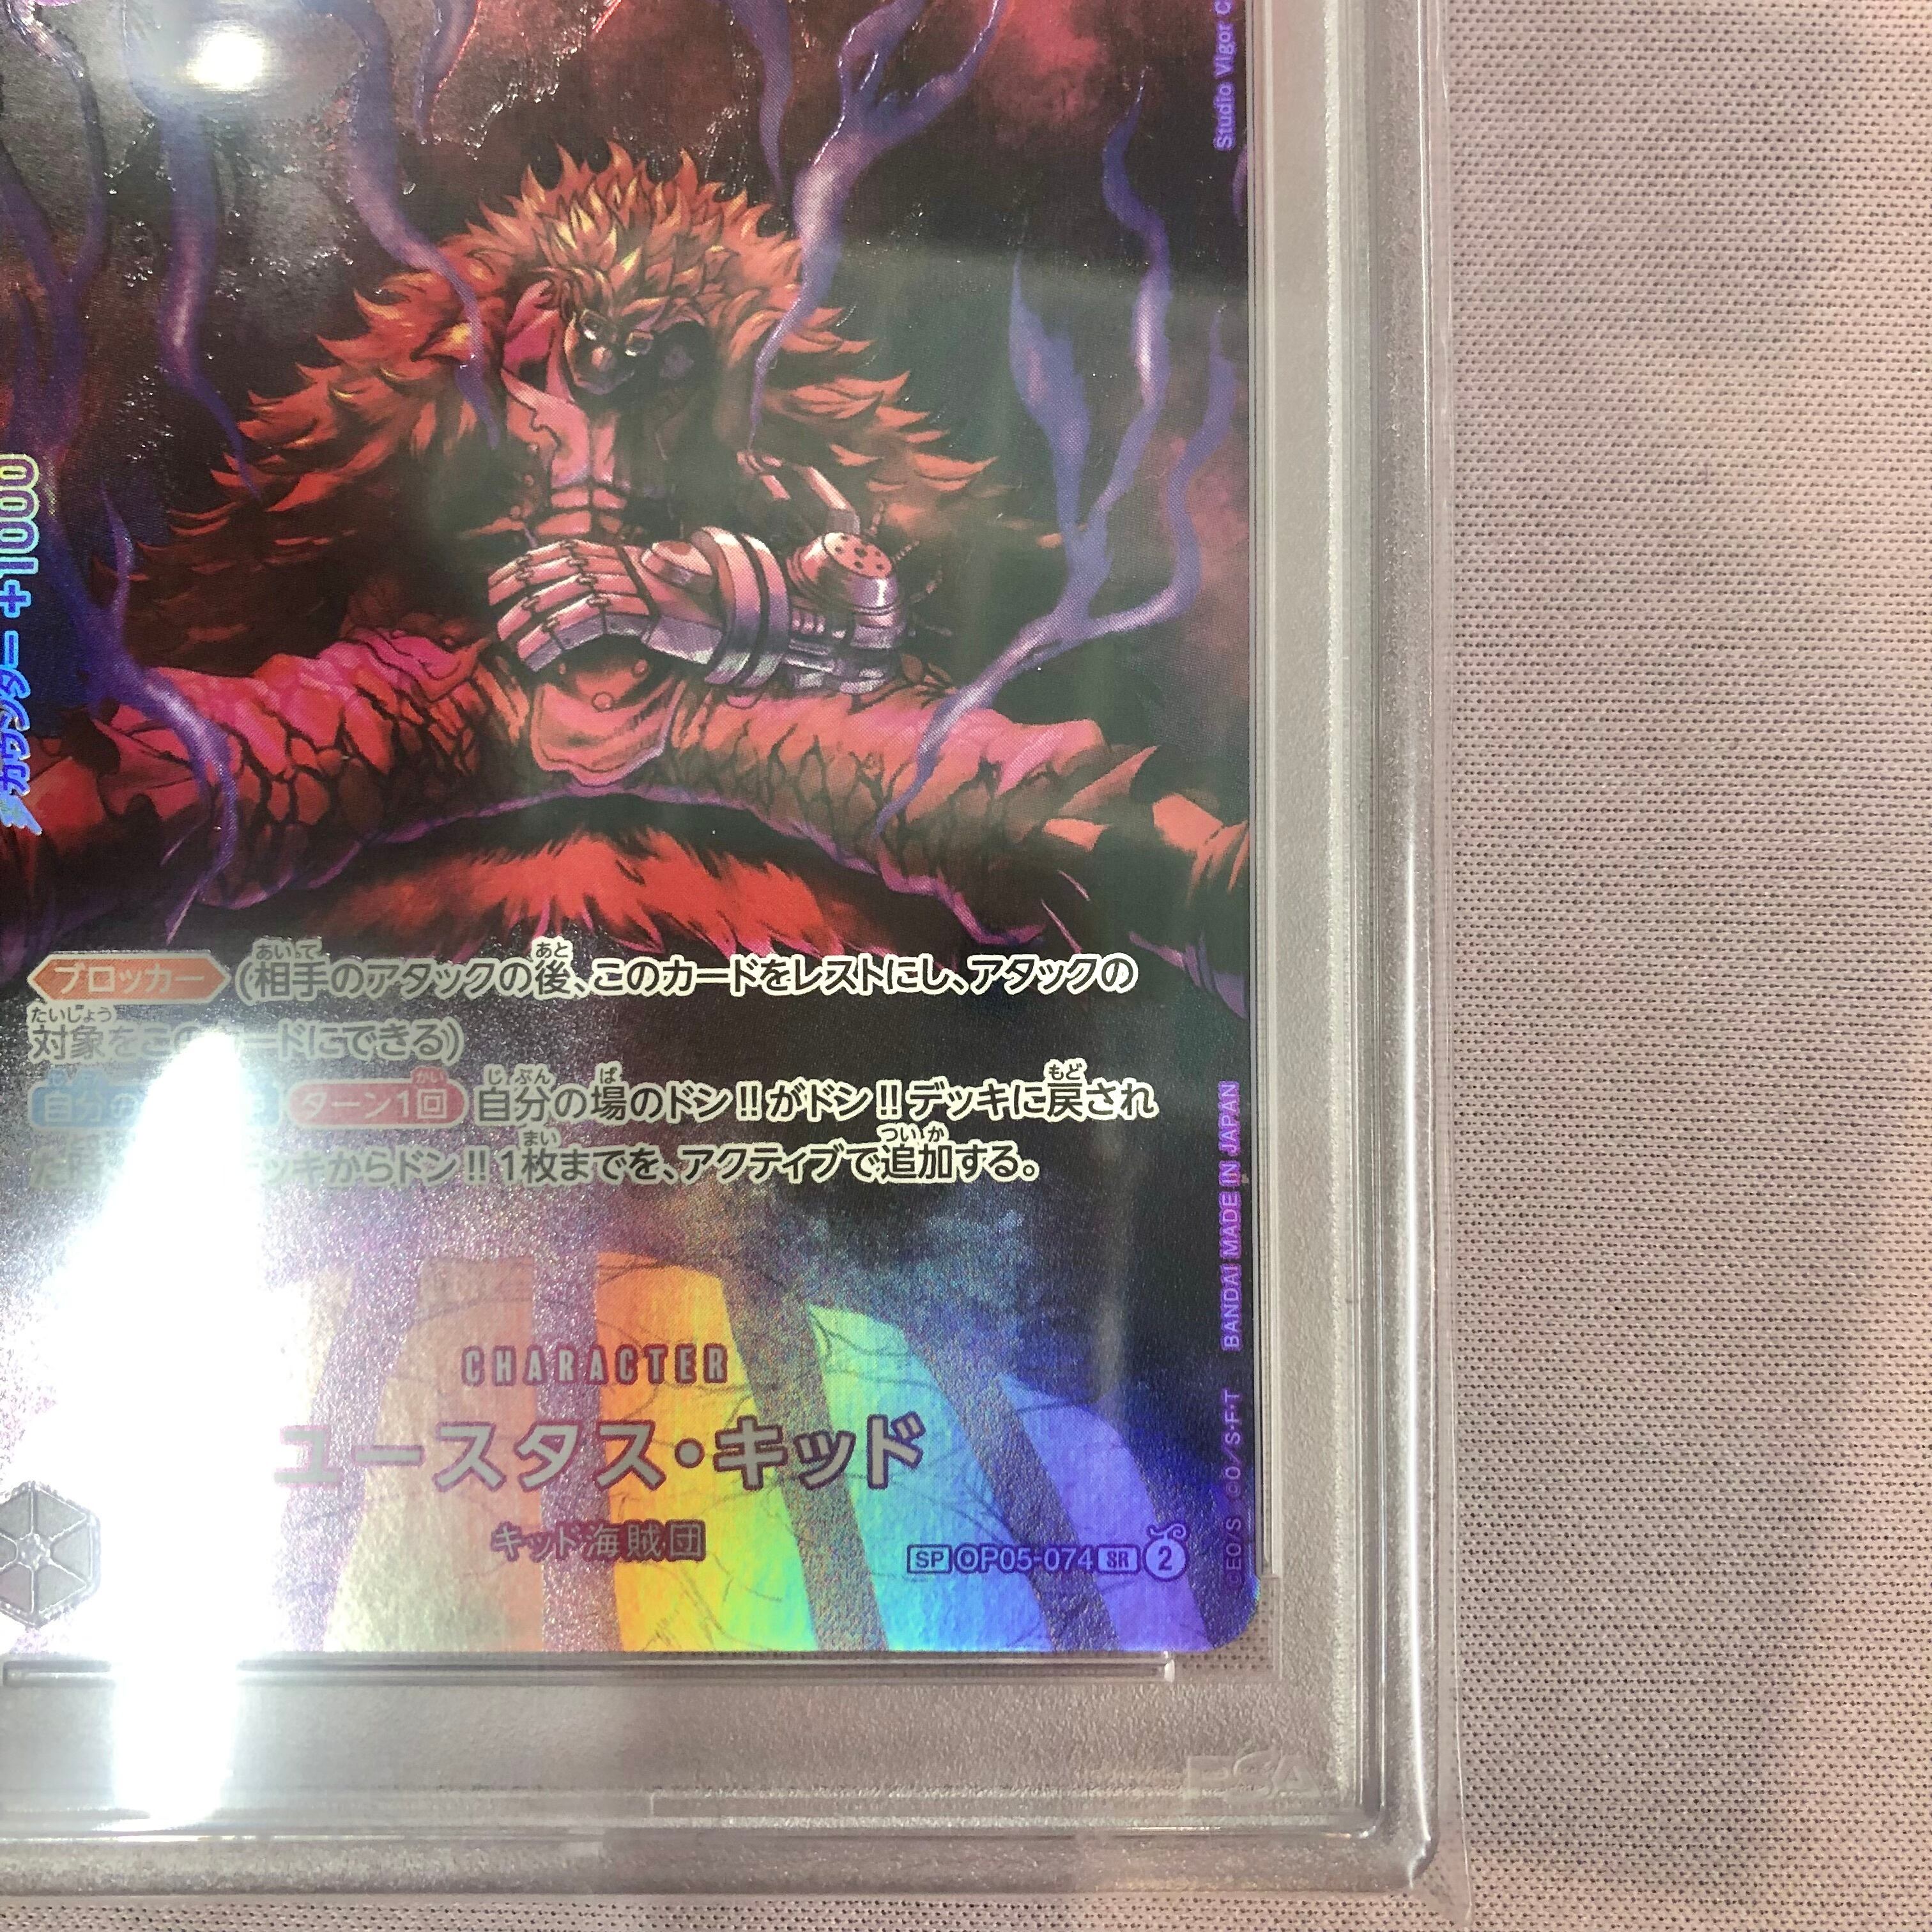 Studio Vigor C
カウンター +1000
ブロッカー (相手のアタックの後、このカードをレストにし、アタックの
対象をこのカードにできる)
自分の ターン1回 自分の場のドン!!がドン!!デッキに戻され
た デッキからドン!!1枚までを、アクティブで追加する。
CHARACTER
ユースタス・キッド
キッド海賊団
SP OP05-074 SR 2
©EO/S ©O/S・F・T BANDAI MADE IN JAPAN
PSA